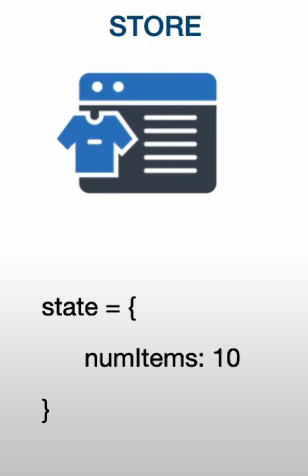 STORE
state = {
numItems: 10
}